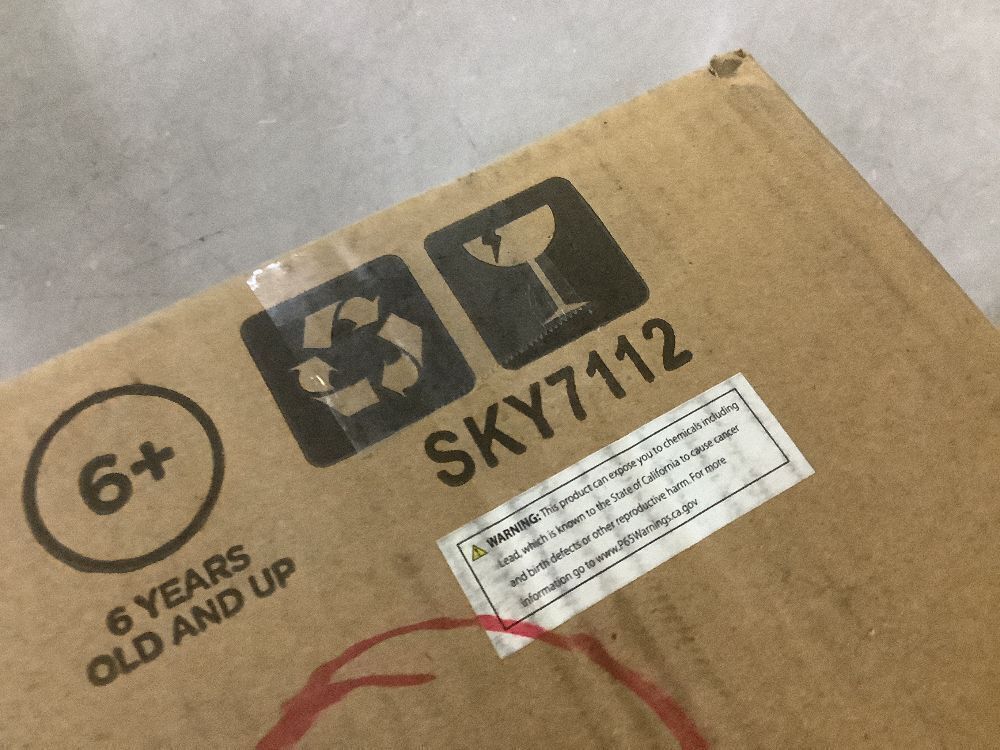 6+
6 YEARS
OLD AND UP
SKY7112
WARNING: This product can expose you to chemicals including
Lead, which is known to the State of California to cause cancer
and birth defects or other reproductive harm. For more
information go to www.P65Warnings.ca.gov